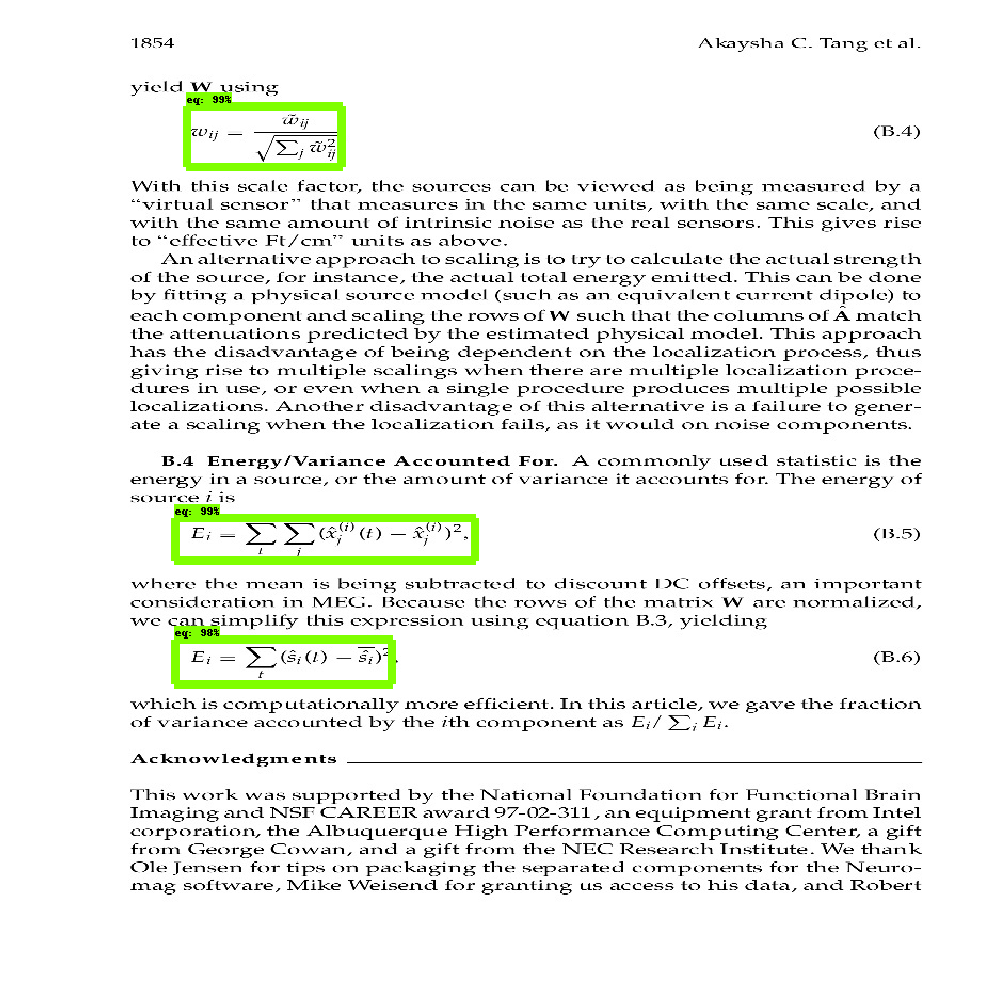 1854 Akaysha C. Tang et al.
yield W using
eq: 99%
w_{ij} = \frac{\tilde{w}_{ij}}{\sqrt{\sum_j \tilde{w}_{ij}^2}} (B.4)
With this scale factor, the sources can be viewed as being measured by a
“virtual sensor” that measures in the same units, with the same scale, and
with the same amount of intrinsic noise as the real sensors. This gives rise
to “effective Ft/cm” units as above.
An alternative approach to scaling is to try to calculate the actual strength
of the source, for instance, the actual total energy emitted. This can be done
by fitting a physical source model (such as an equivalent current dipole) to
each component and scaling the rows of W such that the columns of Â match
the attenuations predicted by the estimated physical model. This approach
has the disadvantage of being dependent on the localization process, thus
giving rise to multiple scalings when there are multiple localization proce-
dures in use, or even when a single procedure produces multiple possible
localizations. Another disadvantage of this alternative is a failure to gener-
ate a scaling when the localization fails, as it would on noise components.
B.4 Energy/Variance Accounted For. A commonly used statistic is the
energy in a source, or the amount of variance it accounts for. The energy of
source i is
eq: 99%
E_i = \sum_t \sum_j (\hat{x}_j^{(i)}(t) - \overline{\hat{x}_j^{(i)}})^2, (B.5)
where the mean is being subtracted to discount DC offsets, an important
consideration in MEG. Because the rows of the matrix W are normalized,
we can simplify this expression using equation B.3, yielding
eq: 98%
E_i = \sum_t (\hat{s}_i(t) - \overline{\hat{s}_i})^2, (B.6)
which is computationally more efficient. In this article, we gave the fraction
of variance accounted by the ith component as E_i / \sum_i E_i.
Acknowledgments
This work was supported by the National Foundation for Functional Brain
Imaging and NSF CAREER award 97-02-311, an equipment grant from Intel
corporation, the Albuquerque High Performance Computing Center, a gift
from George Cowan, and a gift from the NEC Research Institute. We thank
Ole Jensen for tips on packaging the separated components for the Neuro-
mag software, Mike Weisend for granting us access to his data, and Robert